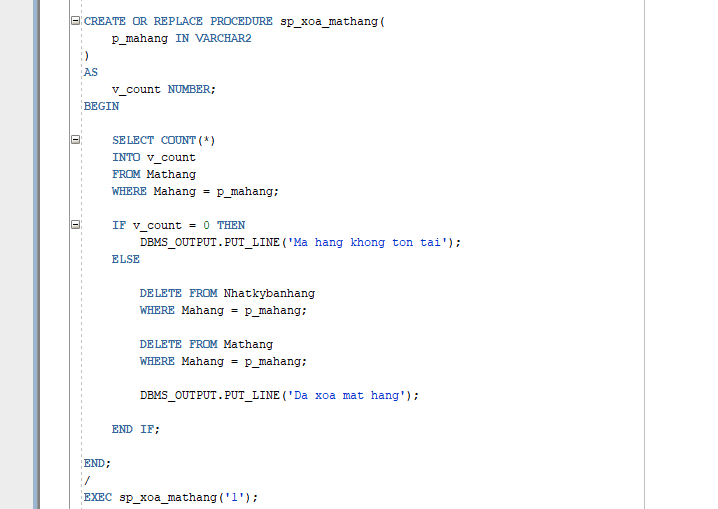 CREATE OR REPLACE PROCEDURE sp_xoa_mathang(
p_mahang IN VARCHAR2
)
AS
v_count NUMBER;
BEGIN
SELECT COUNT(*)
INTO v_count
FROM Mathang
WHERE Mahang = p_mahang;
IF v_count = 0 THEN
DBMS_OUTPUT.PUT_LINE('Ma hang khong ton tai');
ELSE
DELETE FROM Nhatkybanhang
WHERE Mahang = p_mahang;
DELETE FROM Mathang
WHERE Mahang = p_mahang;
DBMS_OUTPUT.PUT_LINE('Da xoa mat hang');
END IF;
END;
/
EXEC sp_xoa_mathang('1');